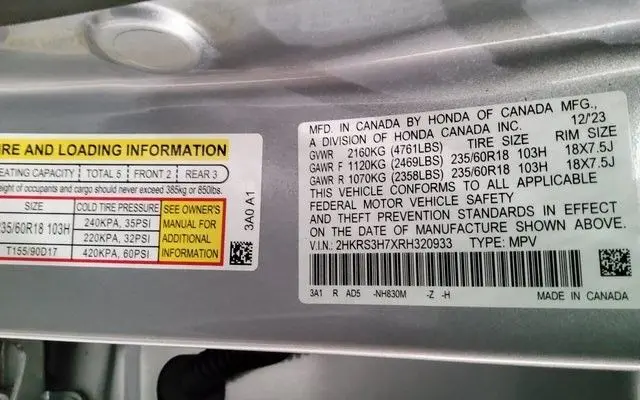 IRE AND LOADING INFORMATION
EATING CAPACITY TOTAL 5 FRONT 2 REAR 3
eight of occupants and cargo should never exceed 385kg or 850lbs.
SIZE COLD TIRE PRESSURE SEE OWNER'S MANUAL FOR ADDITIONAL INFORMATION
235/60R18 103H 240KPA, 35PSI
220KPA, 32PSI
T155/90D17 420KPA, 60PSI
3A0 A1
MFD. IN CANADA BY HONDA OF CANADA MFG.,
A DIVISION OF HONDA CANADA INC. 12/23
GVWR 2160KG (4761LBS) TIRE SIZE RIM SIZE
GAWR F 1120KG (2469LBS) 235/60R18 103H 18X7.5J
GAWR R 1070KG (2358LBS) 235/60R18 103H 18X7.5J
THIS VEHICLE CONFORMS TO ALL APPLICABLE
FEDERAL MOTOR VEHICLE SAFETY
AND THEFT PREVENTION STANDARDS IN EFFECT
ON THE DATE OF MANUFACTURE SHOWN ABOVE.
V.I.N.: 2HKRS3H7XRH320933 TYPE: MPV
3A1 R AD5 -NH830M -Z -H
MADE IN CANADA